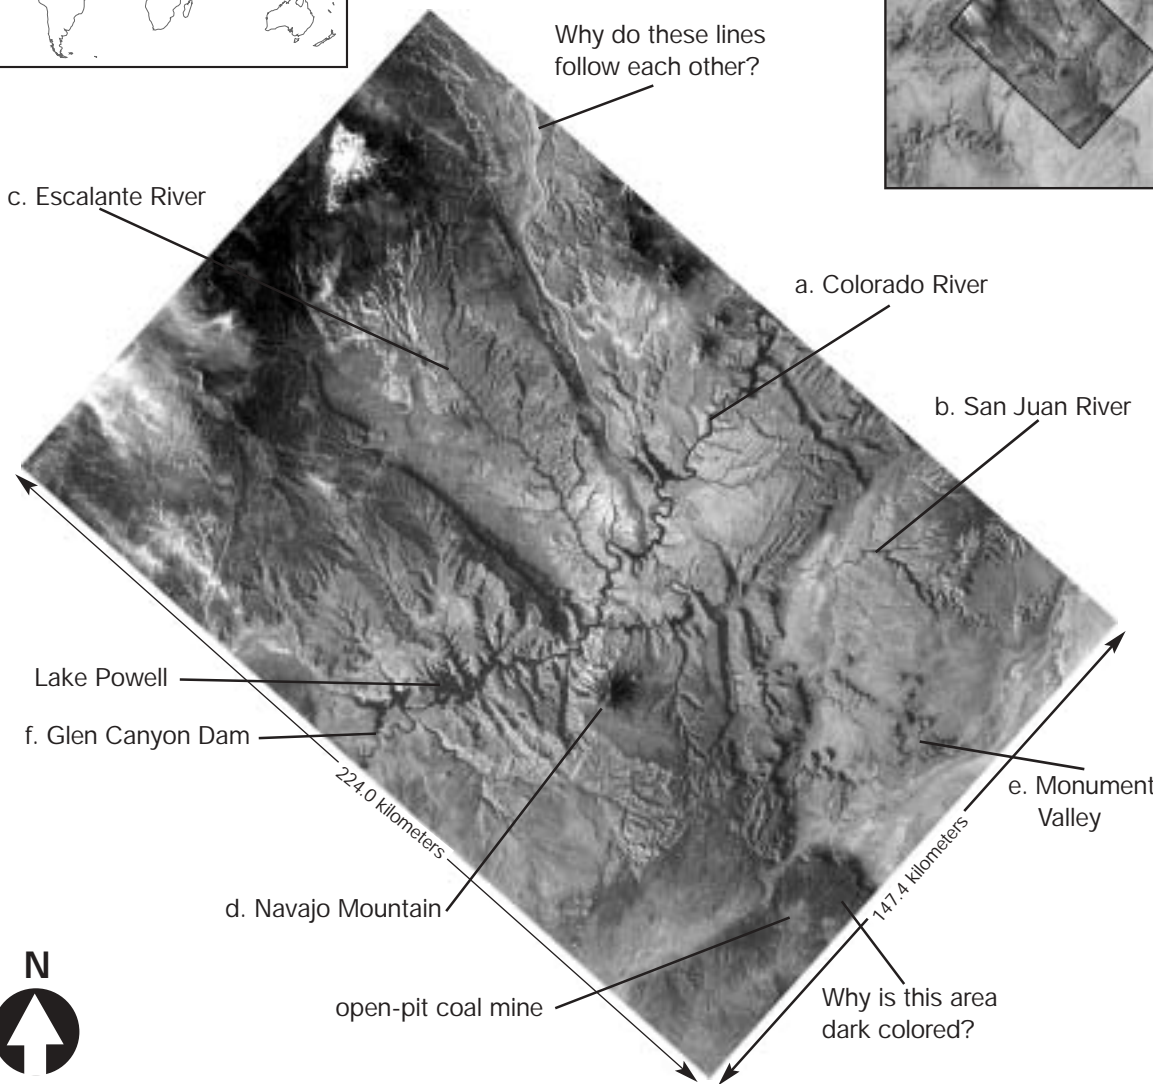 Why do these lines
follow each other?
c. Escalante River
a. Colorado River
b. San Juan River
Lake Powell
f. Glen Canyon Dam
224.0 kilometers
e. Monument
Valley
147.4 kilometers
d. Navajo Mountain
N
open-pit coal mine
Why is this area
dark colored?